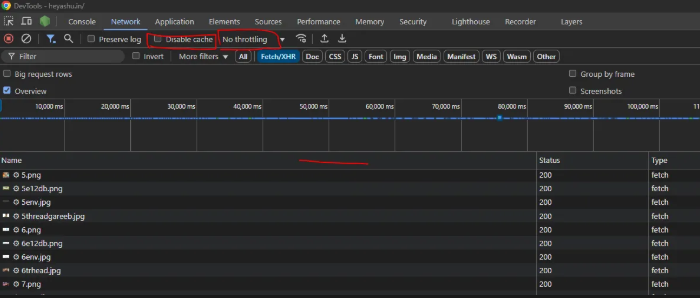 DevTools - heyashu.in/
Console Network Application Elements Sources Performance Memory Security Lighthouse Recorder Layers
Preserve log Disable cache No throttling
Filter Invert More filters All Fetch/XHR Doc CSS JS Font Img Media Manifest WS Wasm Other
Big request rows Group by frame
Overview Screenshots
10,000 ms 20,000 ms 30,000 ms 40,000 ms 50,000 ms 60,000 ms 70,000 ms 80,000 ms 90,000 ms 100,000 ms 11
Name Status Type
5.png 200 fetch
5e12db.png 200 fetch
5env.jpg 200 fetch
5threadgareeb.jpg 200 fetch
6.png 200 fetch
6e12db.png 200 fetch
6env.jpg 200 fetch
6trhead.jpg 200 fetch
7.png 200 fetch